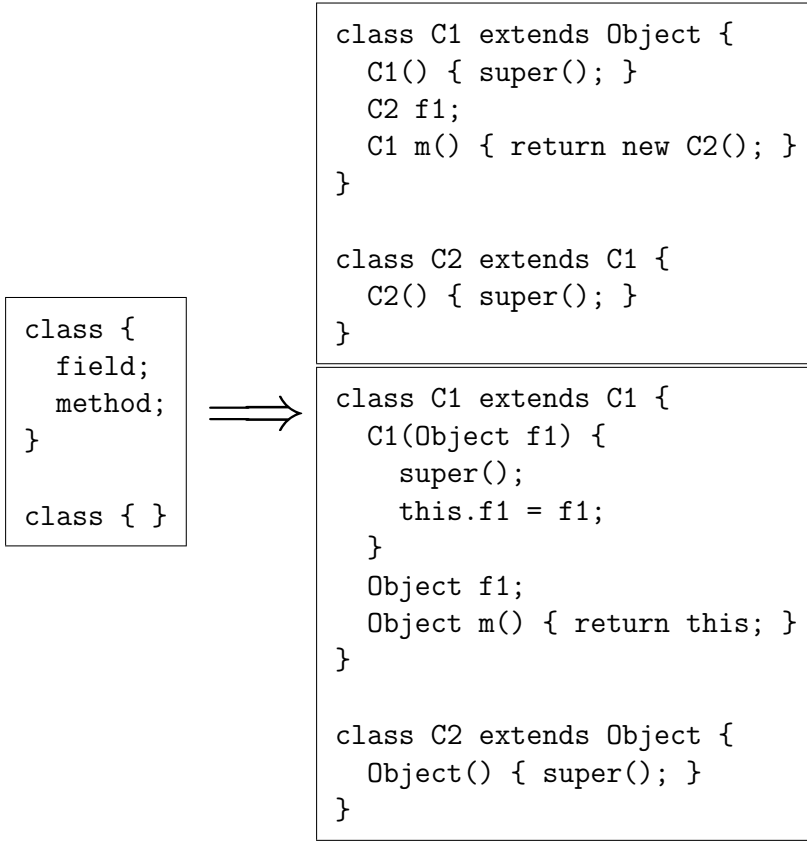 class {
  field;
  method;
}
class { }
class C1 extends Object {
  C1() { super(); }
  C2 f1;
  C1 m() { return new C2(); }
}
class C2 extends C1 {
  C2() { super(); }
}
class C1 extends C1 {
  C1(Object f1) {
    super();
    this.f1 = f1;
  }
  Object f1;
  Object m() { return this; }
}
class C2 extends Object {
  Object() { super(); }
}